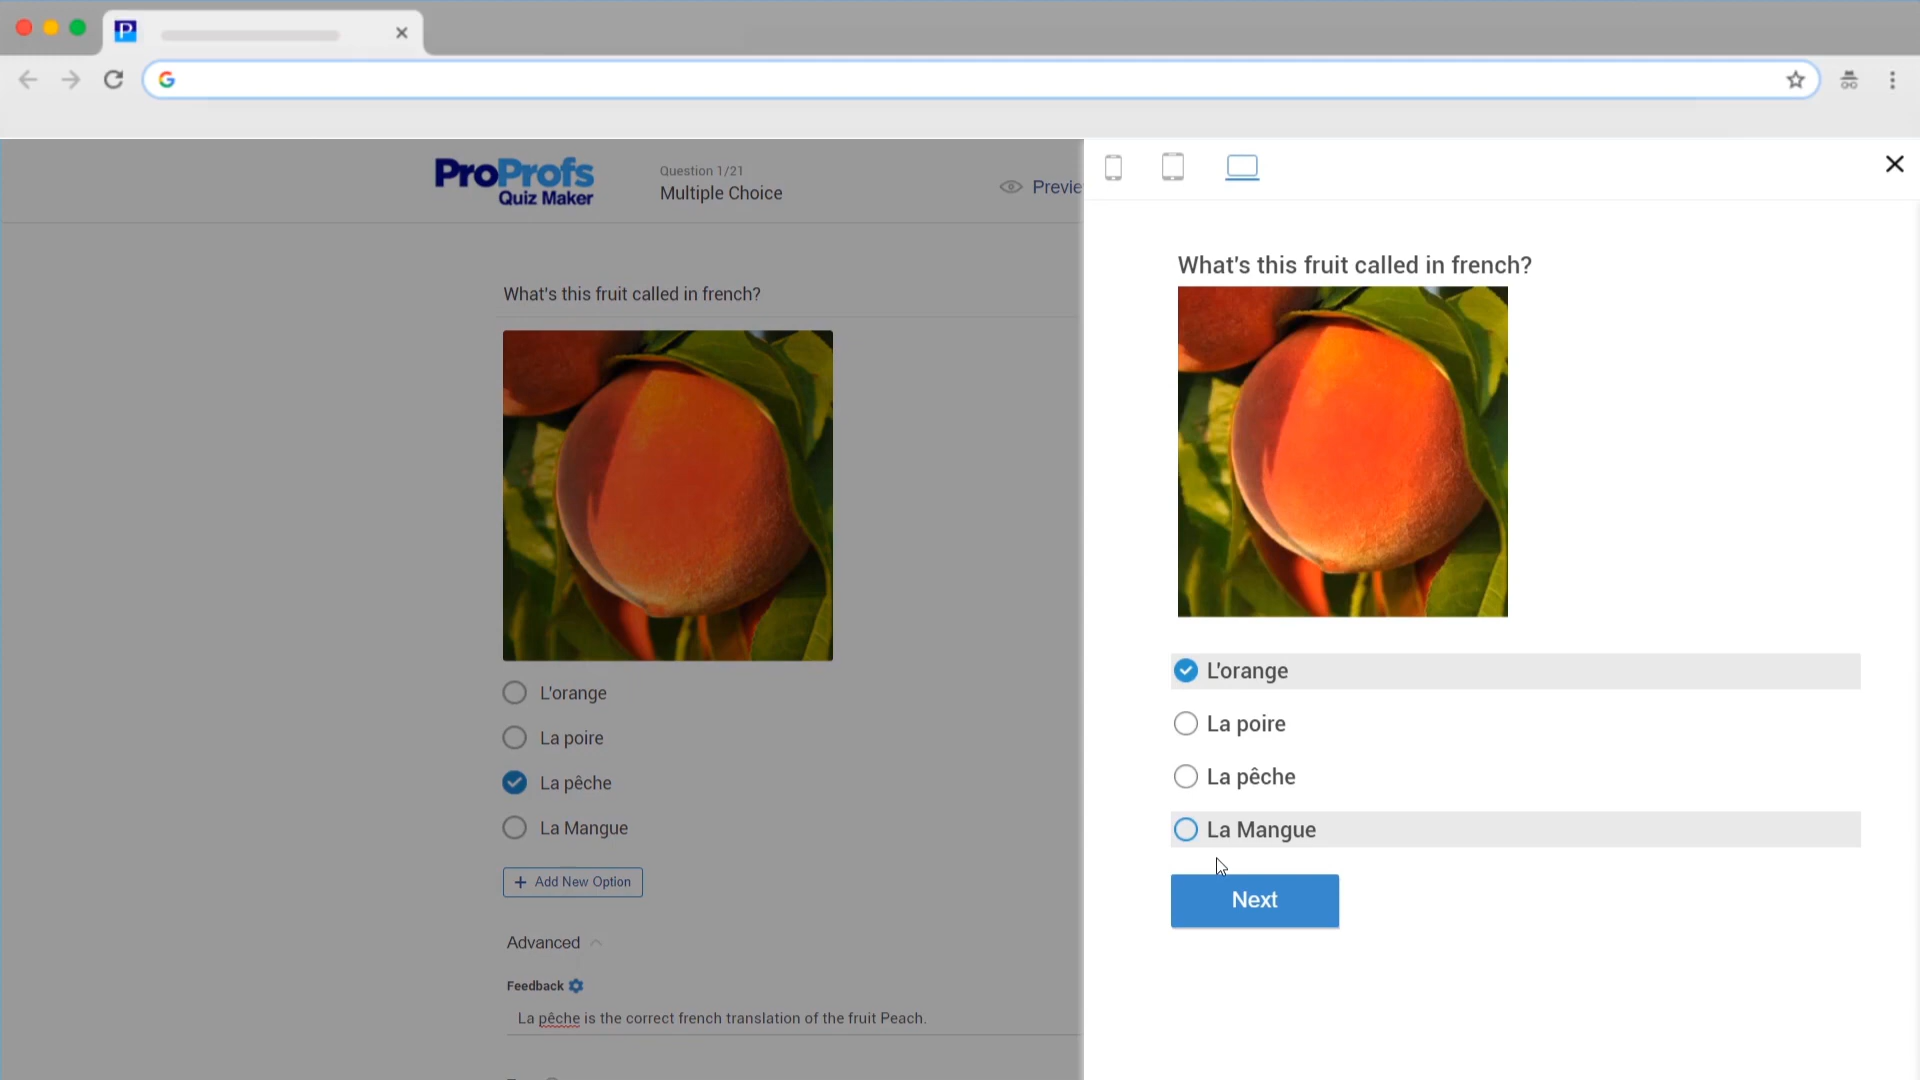 P
ProProfs
Quiz Maker
Question 1/21
Multiple Choice
Previe
What's this fruit called in french?
L'orange
La poire
La pêche
La Mangue
+ Add New Option
Advanced
Feedback
La pêche is the correct french translation of the fruit Peach.
What's this fruit called in french?
L'orange
La poire
La pêche
La Mangue
Next